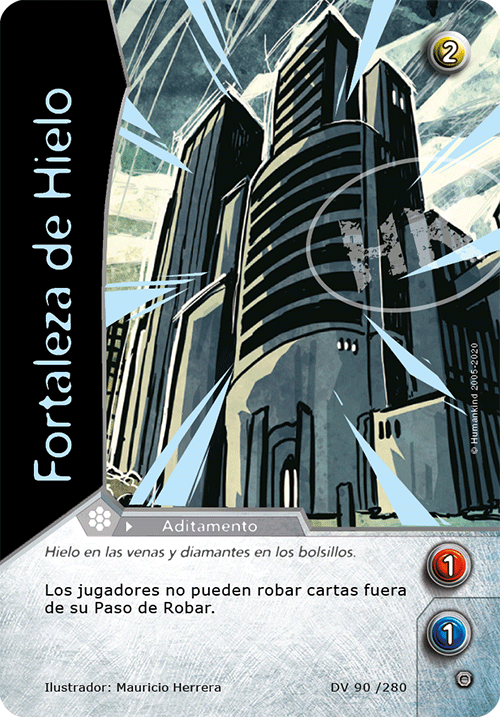 2
Fortaleza de Hielo
© Humankind 2005-2020
Aditamento
Hielo en las venas y diamantes en los bolsillos.
Los jugadores no pueden robar cartas fuera
de su Paso de Robar.
1
1
Ilustrador: Mauricio Herrera
DV 90 /280